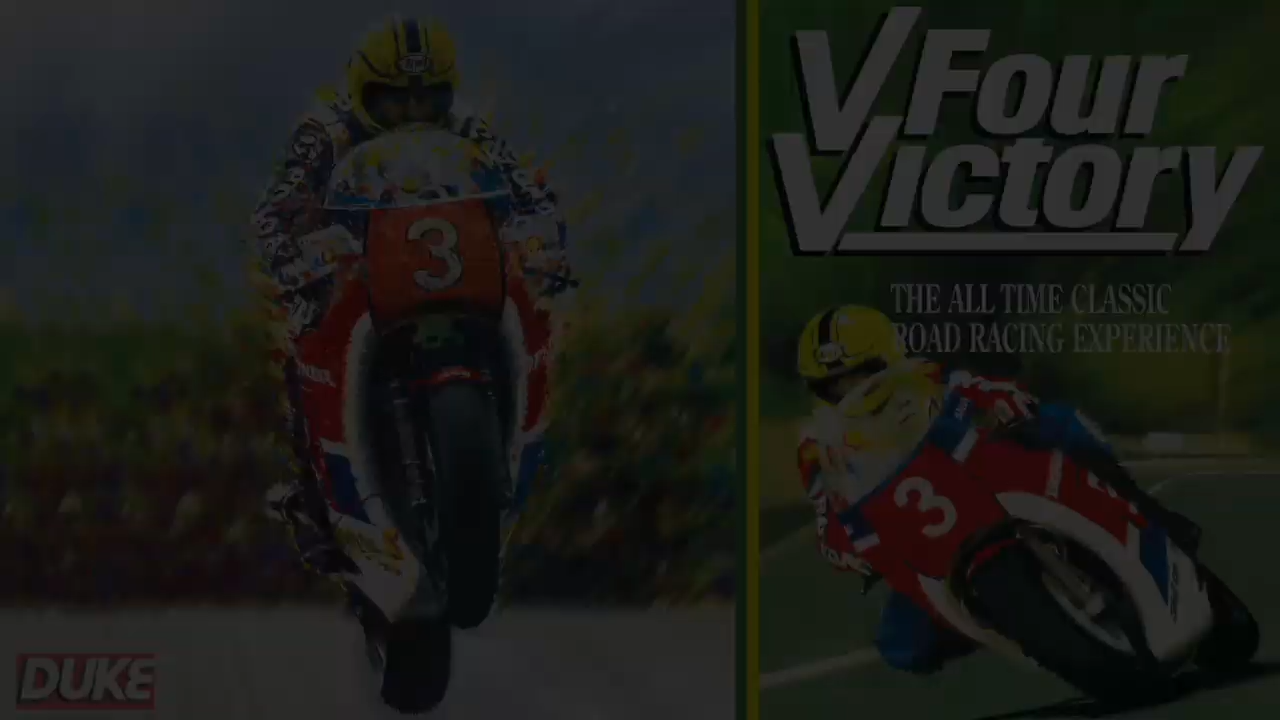 3
DUKE
V FOUR
VICTORY
THE ALL TIME CLASSIC
ROAD RACING EXPERIENCE
3